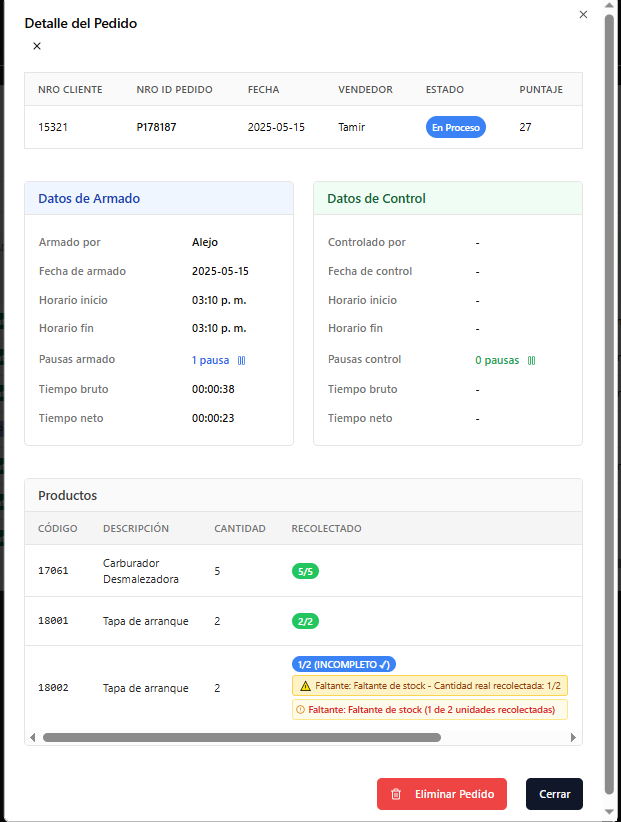 Detalle del Pedido
NRO CLIENTE NRO ID PEDIDO FECHA VENDEDOR ESTADO PUNTAJE
15321 P178187 2025-05-15 Tamir En Proceso 27
Datos de Armado
Armado por Alejo
Fecha de armado 2025-05-15
Horario inicio 03:10 p. m.
Horario fin 03:10 p. m.
Pausas armado 1 pausa
Tiempo bruto 00:00:38
Tiempo neto 00:00:23
Datos de Control
Controlado por -
Fecha de control -
Horario inicio -
Horario fin -
Pausas control 0 pausas
Tiempo bruto -
Tiempo neto -
Productos
CÓDIGO DESCRIPCIÓN CANTIDAD RECOLECTADO
17061 Carburador 5 5/5
Desmalezadora
18001 Tapa de arranque 2 2/2
18002 Tapa de arranque 2 1/2 (INCOMPLETO ✓)
Faltante: Faltante de stock - Cantidad real recolectada: 1/2
Faltante: Faltante de stock (1 de 2 unidades recolectadas)
Eliminar Pedido Cerrar